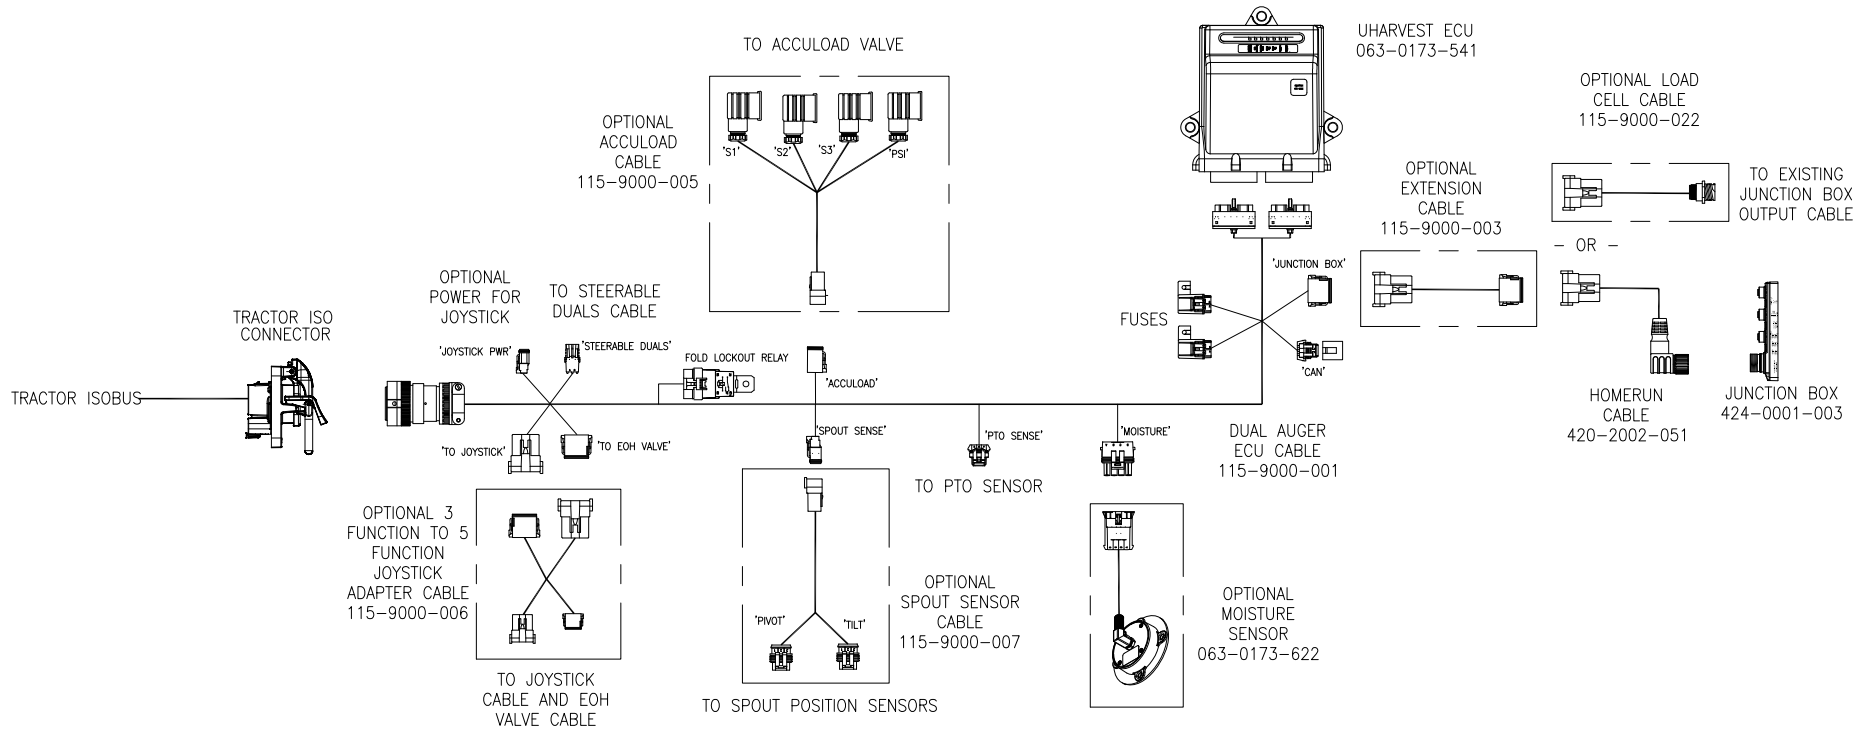 TO ACCULOAD VALVE
OPTIONAL
ACCULOAD
CABLE
115-9000-005
'S1'
'S2'
'S3'
'PSI'
UHARVEST ECU
063-0173-541
OPTIONAL LOAD
CELL CABLE
115-9000-022
TO EXISTING
JUNCTION BOX
OUTPUT CABLE
OPTIONAL
EXTENSION
CABLE
115-9000-003
- OR -
'JUNCTION BOX'
FUSES
'CAN'
HOMERUN
CABLE
420-2002-051
JUNCTION BOX
424-0001-003
TRACTOR ISO
CONNECTOR
TRACTOR ISOBUS
OPTIONAL
POWER FOR
JOYSTICK
TO STEERABLE
DUALS CABLE
'JOYSTICK PWR'
'STEERABLE DUALS'
FOLD LOCKOUT RELAY
'ACCULOAD'
'TO JOYSTICK'
'TO EOH VALVE'
'SPOUT SENSE'
'PTO SENSE'
TO PTO SENSOR
'MOISTURE'
DUAL AUGER
ECU CABLE
115-9000-001
OPTIONAL 3
FUNCTION TO 5
FUNCTION
JOYSTICK
ADAPTER CABLE
115-9000-006
TO JOYSTICK
CABLE AND EOH
VALVE CABLE
'PIVOT'
'TILT'
OPTIONAL
SPOUT SENSOR
CABLE
115-9000-007
TO SPOUT POSITION SENSORS
OPTIONAL
MOISTURE
SENSOR
063-0173-622